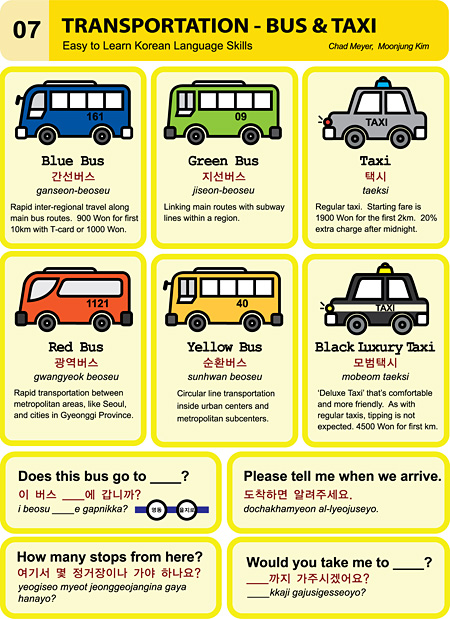 07
TRANSPORTATION - BUS & TAXI
Easy to Learn Korean Language Skills
Chad Meyer, Moonjung Kim
161
Blue Bus
간선버스
ganseon-beoseu
Rapid inter-regional travel along
main bus routes. 900 Won for first
10km with T-card or 1000 Won.
09
Green Bus
지선버스
jiseon-beoseu
Linking main routes with subway
lines within a region.
TAXI
Taxi
택시
taeksi
Regular taxi. Starting fare is
1900 Won for the first 2km. 20%
extra charge after midnight.
1121
Red Bus
광역버스
gwangyeok beoseu
Rapid transportation between
metropolitan areas, like Seoul,
and cities in Gyeonggi Province.
40
Yellow Bus
순환버스
sunhwan beoseu
Circular line transportation
inside urban centers and
metropolitan subcenters.
TAXI
Black Luxury Taxi
모범택시
mobeom taeksi
'Deluxe Taxi' that's comfortable
and more friendly. As with
regular taxis, tipping is not
expected. 4500 Won for first km.
Does this bus go to ____?
이 버스 ____에 갑니까?
i beosu ____e gapnikka?
명동
을지로
Please tell me when we arrive.
도착하면 알려주세요.
dochakhamyeon al-lyeojuseyo.
How many stops from here?
여기서 몇 정거장이나 가야 하나요?
yeogiseo myeot jeonggeojangina gaya
hanayo?
Would you take me to ____?
____까지 가주시겠어요?
____kkaji gajusigesseoyo?